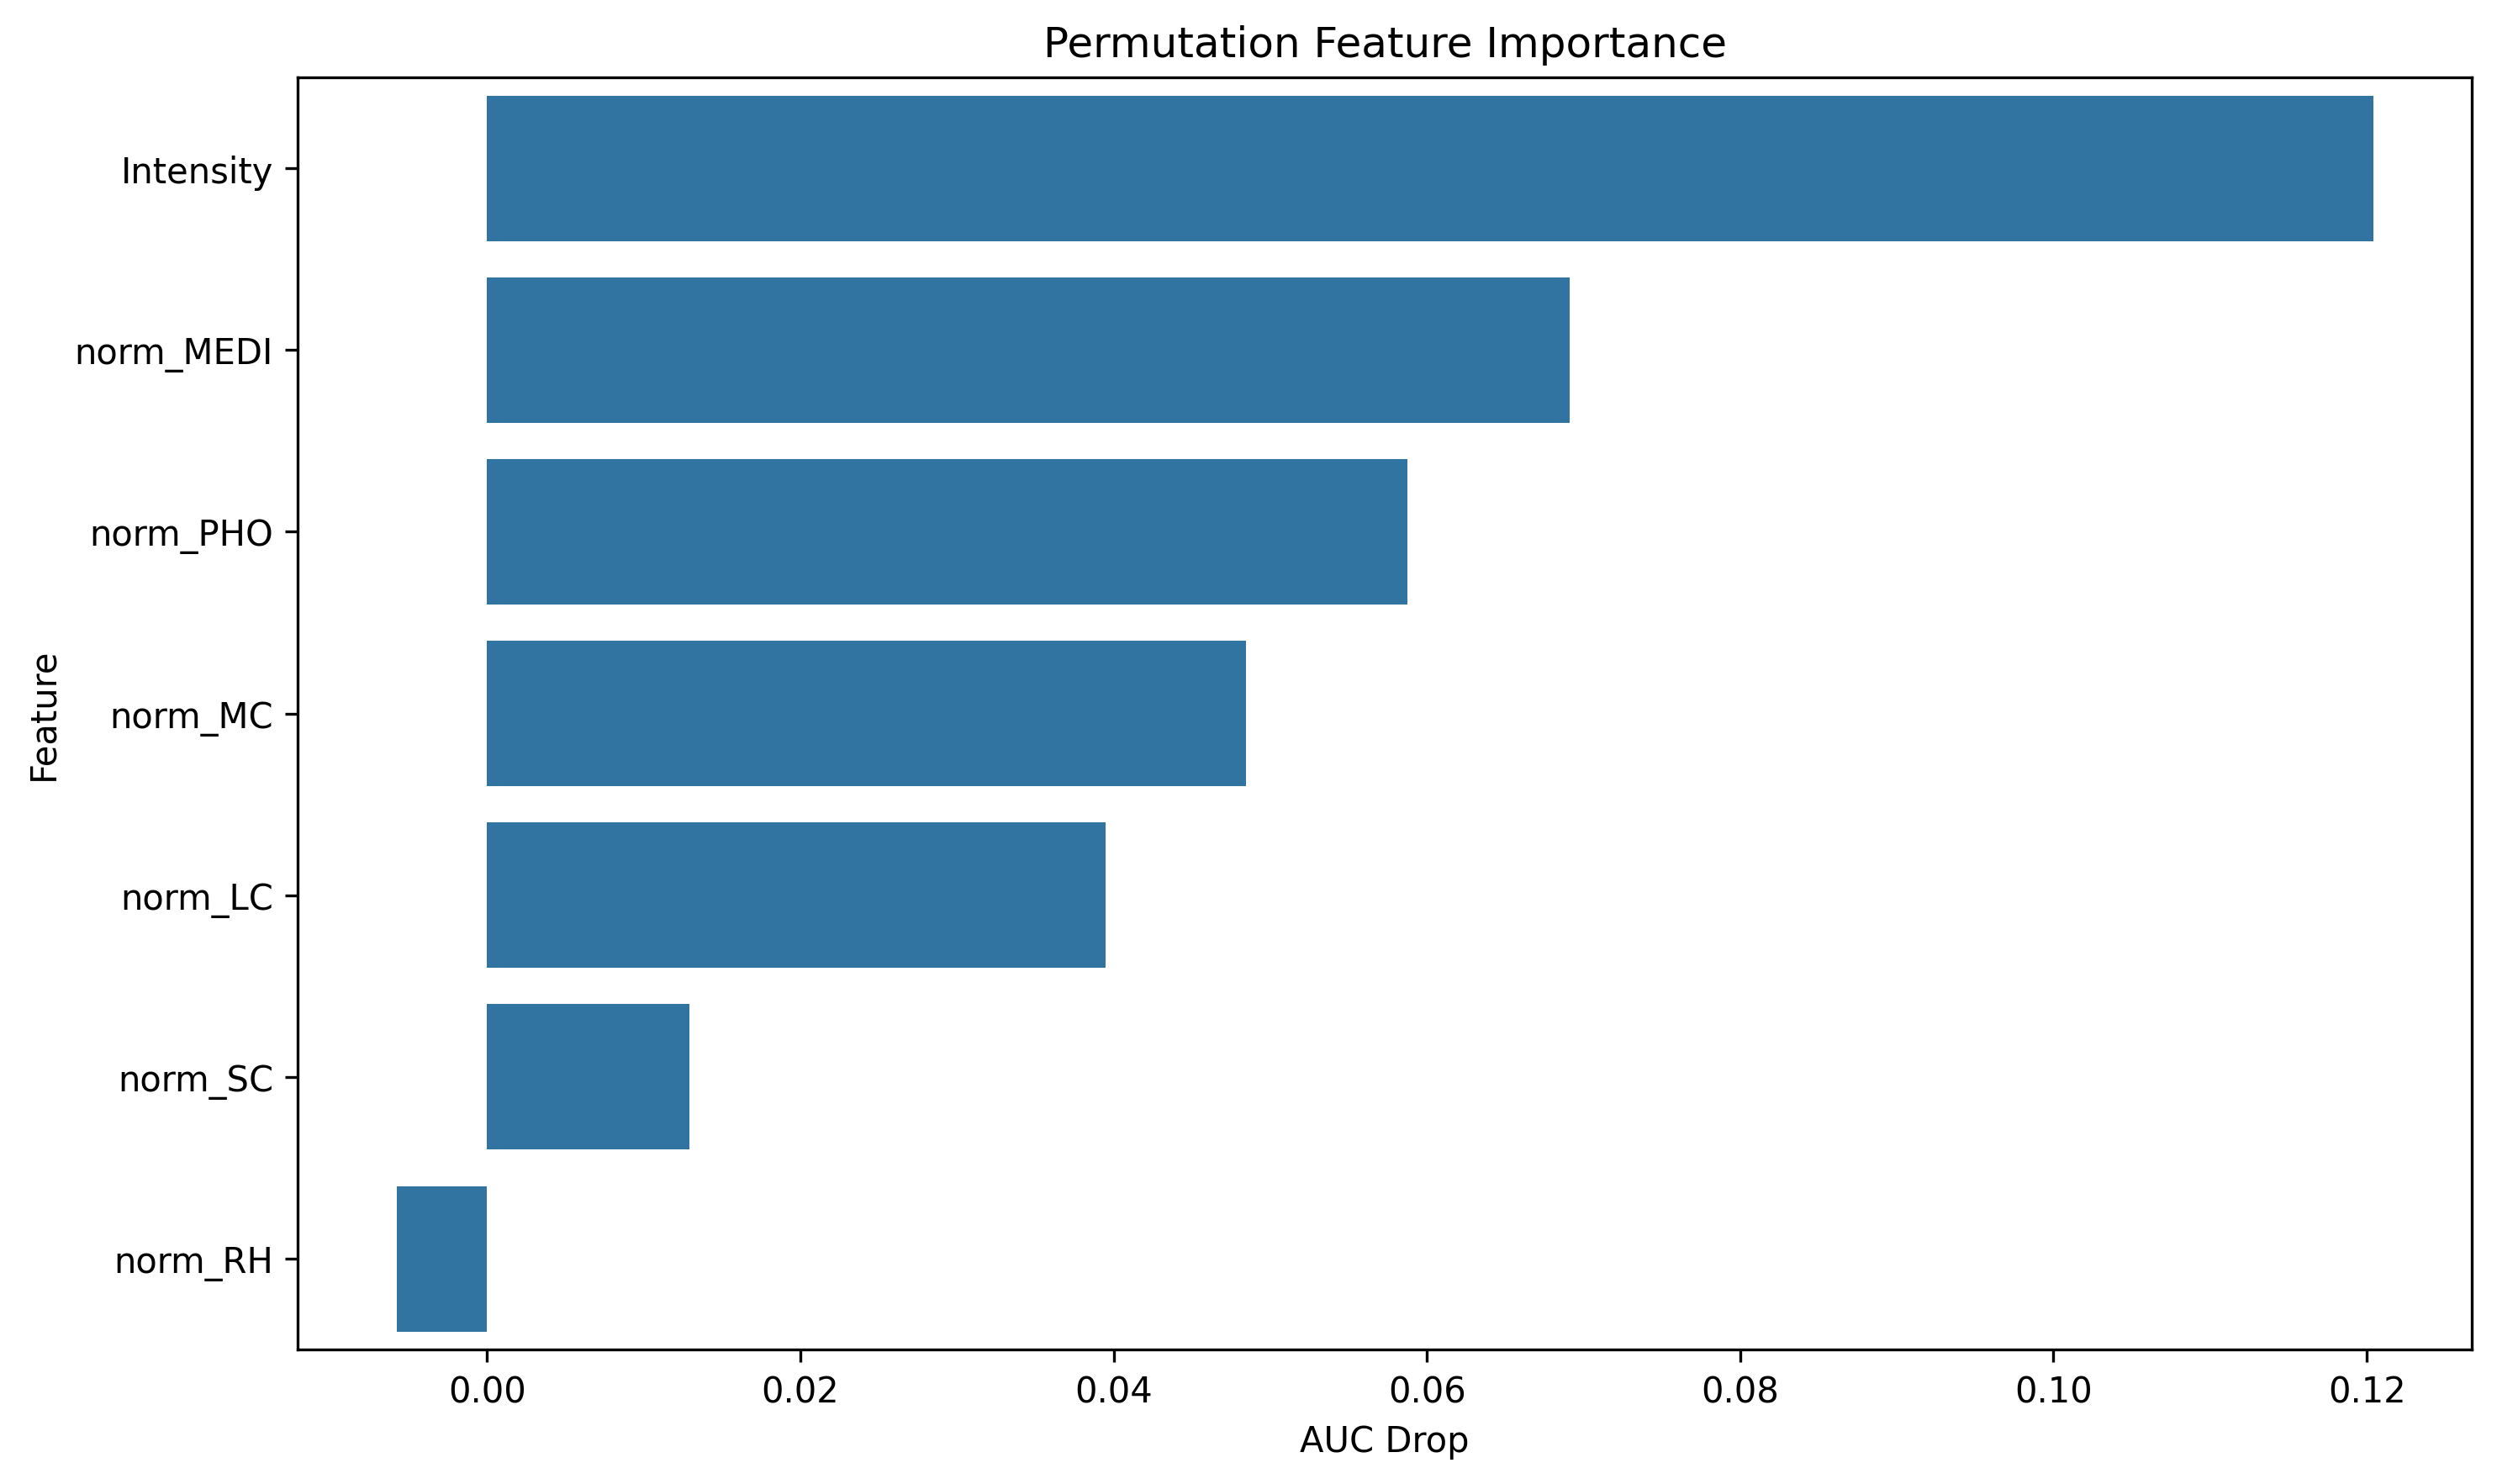 Permutation Feature Importance
Feature
Intensity
norm_MEDI
norm_PHO
norm_MC
norm_LC
norm_SC
norm_RH
0.00 0.02 0.04 0.06 0.08 0.10 0.12
AUC Drop